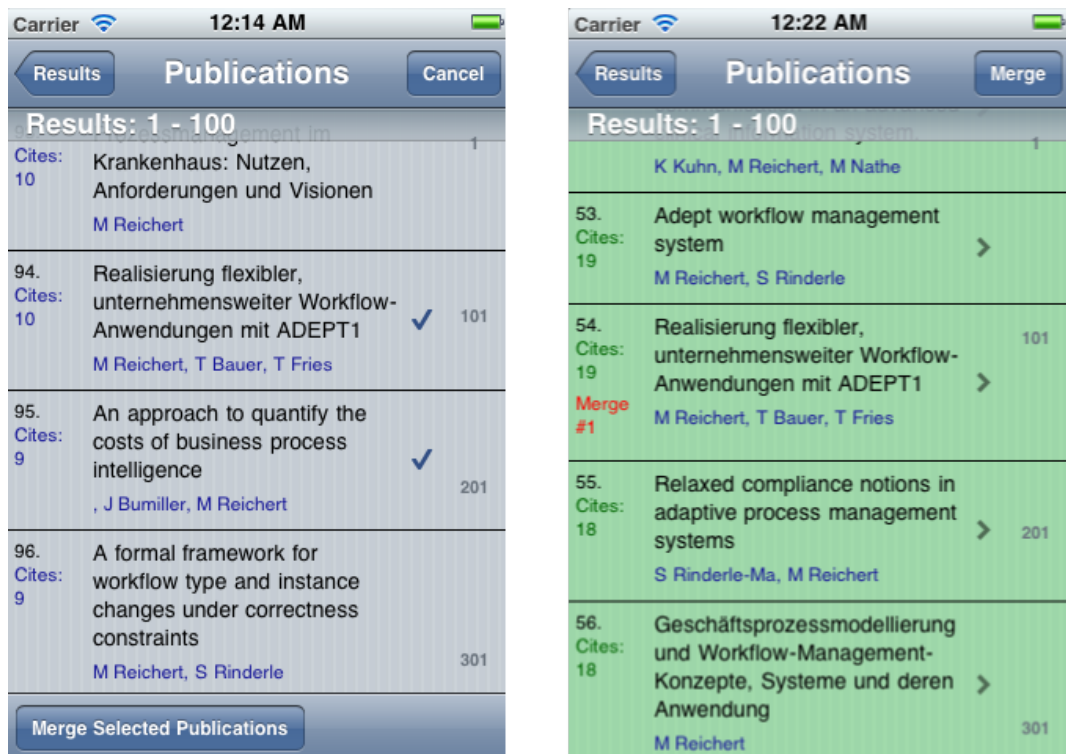 Carrier 12:14 AM
Results Publications Cancel
Results: 1 - 100
Prozessmanagement im
Cites: Krankenhaus: Nutzen,
10 Anforderungen und Visionen
M Reichert
1
94. Realisierung flexibler,
Cites: unternehmensweiter Workflow-
10 Anwendungen mit ADEPT1
M Reichert, T Bauer, T Fries
101
95. An approach to quantify the
Cites: costs of business process
9 intelligence
, J Bumiller, M Reichert
201
96. A formal framework for
Cites: workflow type and instance
9 changes under correctness
constraints
M Reichert, S Rinderle
301
Merge Selected Publications
Carrier 12:22 AM
Results Publications Merge
Results: 1 - 100
information system.
K Kuhn, M Reichert, M Nathe
1
53. Adept workflow management
Cites: system
19 M Reichert, S Rinderle
54. Realisierung flexibler,
Cites: unternehmensweiter Workflow-
19 Anwendungen mit ADEPT1
Merge M Reichert, T Bauer, T Fries
#1
101
55. Relaxed compliance notions in
Cites: adaptive process management
18 systems
S Rinderle-Ma, M Reichert
201
56. Geschäftsprozessmodellierung
Cites: und Workflow-Management-
18 Konzepte, Systeme und deren
Anwendung
M Reichert
301